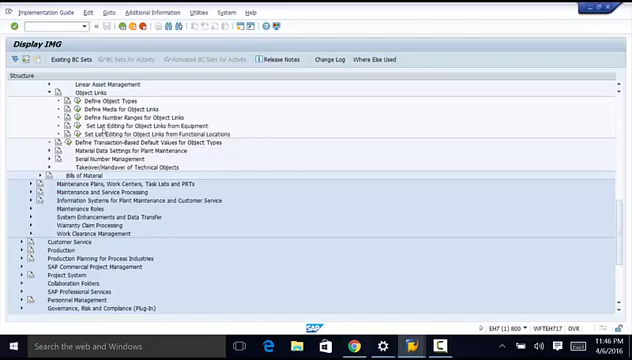 Implementation Guide Edit Goto Additional Information Utilities System Help
Display IMG
Existing BC Sets BC Sets for Activity Activated BC Sets for Activity Release Notes Change Log Where Else Used
Structure
Linear Asset Management
Object Links
Define Object Types
Define Media for Object Links
Define Number Ranges for Object Links
Set List Editing for Object Links from Equipment
Set List Editing for Object Links from Functional Locations
Define Transaction-Based Default Values for Object Types
Material Data Settings for Plant Maintenance
Serial Number Management
Takeover/Handover of Technical Objects
Bills of Material
Maintenance Plans, Work Centers, Task Lists and PRTs
Maintenance and Service Processing
Information Systems for Plant Maintenance and Customer Service
Maintenance Roles
System Enhancements and Data Transfer
Warranty Claim Processing
Work Clearance Management
Customer Service
Production
Production Planning for Process Industries
SAP Commercial Project Management
Project System
Collaboration Folders
SAP Professional Services
Personnel Management
Governance, Risk and Compliance (Plug-In)
SAP EH7 (1) 800 WFTEH717 OVR
Search the web and Windows
11:46 PM
4/6/2016